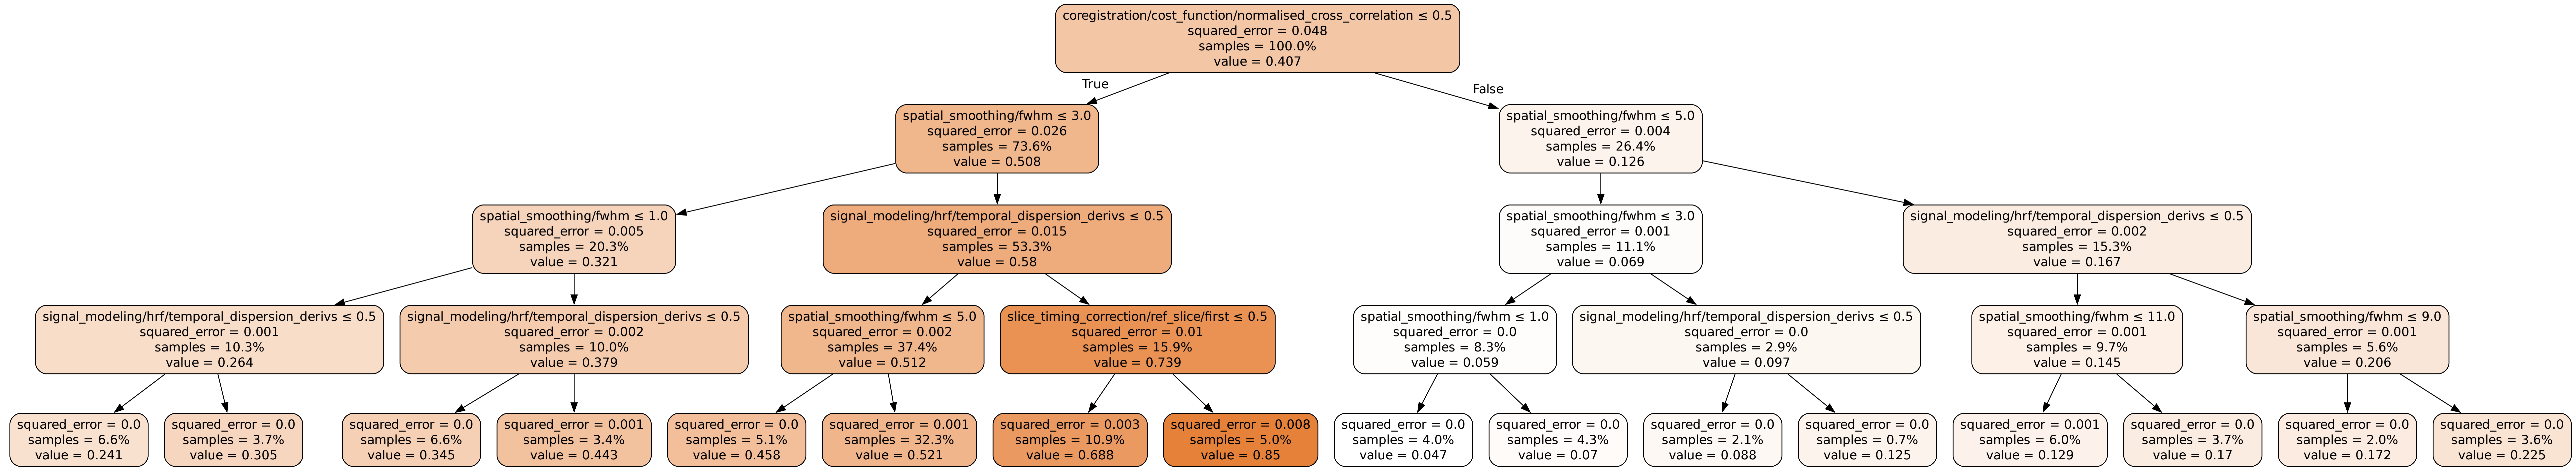 coregistration/cost_function/normalised_cross_correlation ≤ 0.5
squared_error = 0.048
samples = 100.0%
value = 0.407
True
False
spatial_smoothing/fwhm ≤ 3.0
squared_error = 0.026
samples = 73.6%
value = 0.508
spatial_smoothing/fwhm ≤ 5.0
squared_error = 0.004
samples = 26.4%
value = 0.126
spatial_smoothing/fwhm ≤ 1.0
squared_error = 0.005
samples = 20.3%
value = 0.321
signal_modeling/hrf/temporal_dispersion_derivs ≤ 0.5
squared_error = 0.015
samples = 53.3%
value = 0.58
spatial_smoothing/fwhm ≤ 3.0
squared_error = 0.001
samples = 11.1%
value = 0.069
signal_modeling/hrf/temporal_dispersion_derivs ≤ 0.5
squared_error = 0.002
samples = 15.3%
value = 0.167
signal_modeling/hrf/temporal_dispersion_derivs ≤ 0.5
squared_error = 0.001
samples = 10.3%
value = 0.264
signal_modeling/hrf/temporal_dispersion_derivs ≤ 0.5
squared_error = 0.002
samples = 10.0%
value = 0.379
spatial_smoothing/fwhm ≤ 5.0
squared_error = 0.002
samples = 37.4%
value = 0.512
slice_timing_correction/ref_slice/first ≤ 0.5
squared_error = 0.01
samples = 15.9%
value = 0.739
spatial_smoothing/fwhm ≤ 1.0
squared_error = 0.0
samples = 8.3%
value = 0.059
signal_modeling/hrf/temporal_dispersion_derivs ≤ 0.5
squared_error = 0.0
samples = 2.9%
value = 0.097
spatial_smoothing/fwhm ≤ 11.0
squared_error = 0.001
samples = 9.7%
value = 0.145
spatial_smoothing/fwhm ≤ 9.0
squared_error = 0.001
samples = 5.6%
value = 0.206
squared_error = 0.0
samples = 6.6%
value = 0.241
squared_error = 0.0
samples = 3.7%
value = 0.305
squared_error = 0.0
samples = 6.6%
value = 0.345
squared_error = 0.001
samples = 3.4%
value = 0.443
squared_error = 0.0
samples = 5.1%
value = 0.458
squared_error = 0.001
samples = 32.3%
value = 0.521
squared_error = 0.003
samples = 10.9%
value = 0.688
squared_error = 0.008
samples = 5.0%
value = 0.85
squared_error = 0.0
samples = 4.0%
value = 0.047
squared_error = 0.0
samples = 4.3%
value = 0.07
squared_error = 0.0
samples = 2.1%
value = 0.088
squared_error = 0.0
samples = 0.7%
value = 0.125
squared_error = 0.001
samples = 6.0%
value = 0.129
squared_error = 0.0
samples = 3.7%
value = 0.17
squared_error = 0.0
samples = 2.0%
value = 0.172
squared_error = 0.0
samples = 3.6%
value = 0.225